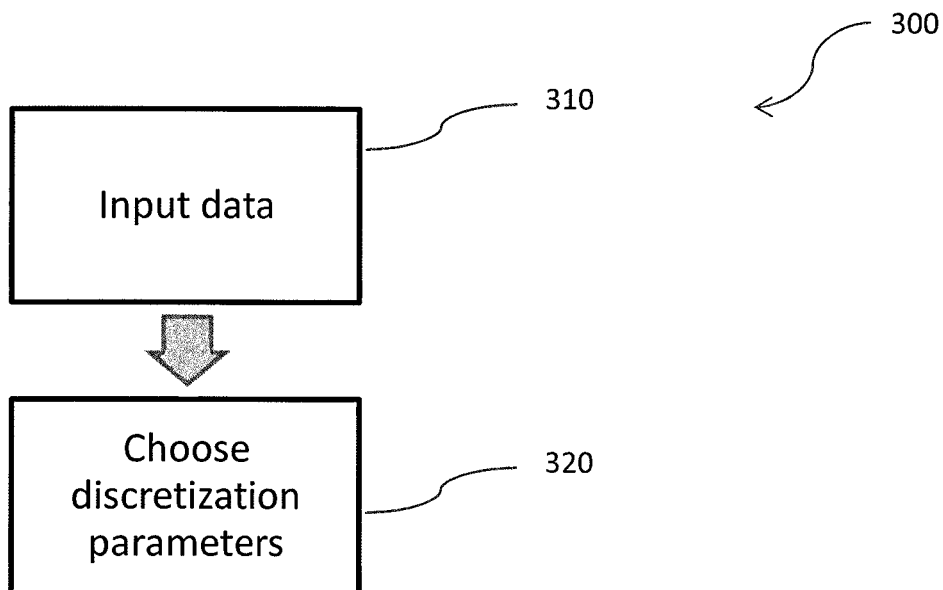 300
310
Input data
Choose
320
discretization
parameters